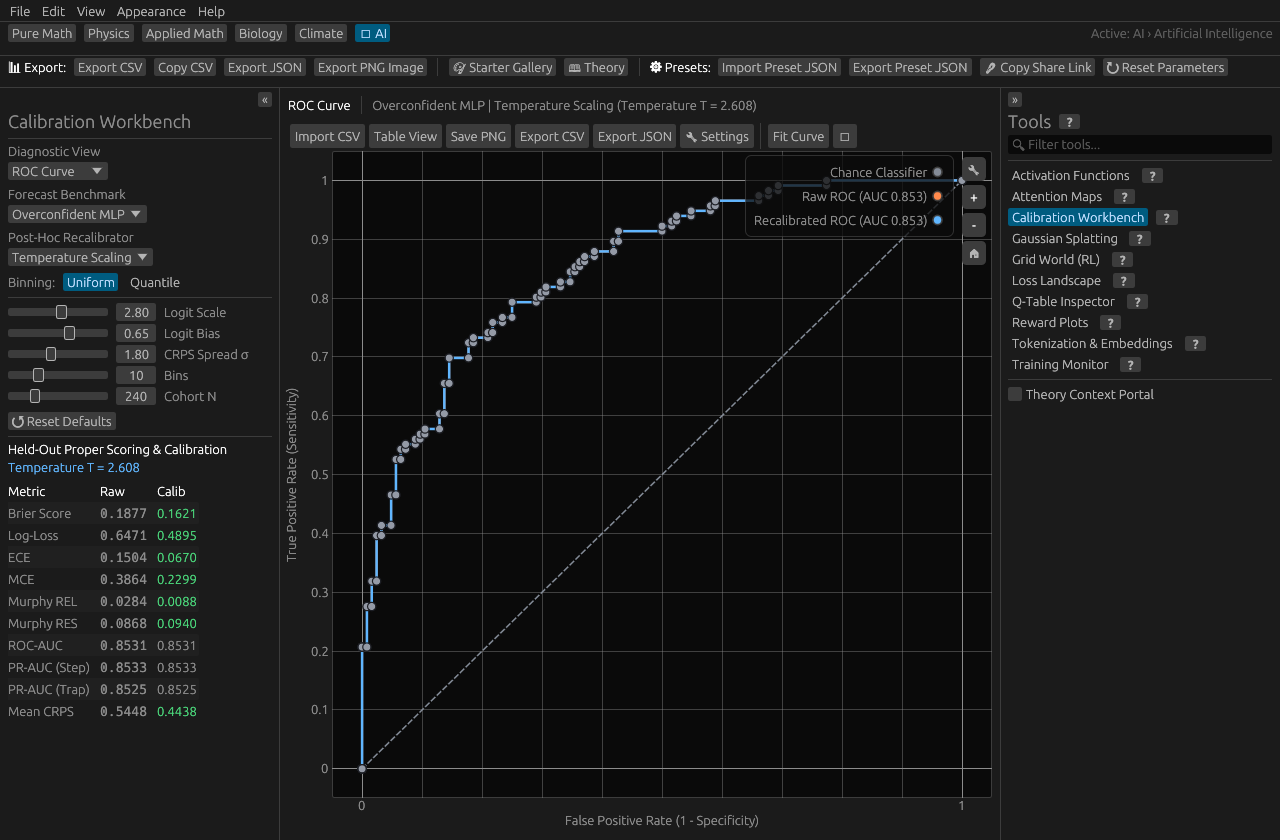 File Edit View Appearance Help
Pure Math Physics Applied Math Biology Climate AI Active: AI › Artificial Intelligence
Export: Export CSV Copy CSV Export JSON Export PNG Image Starter Gallery Theory Presets: Import Preset JSON Export Preset JSON Copy Share Link Reset Parameters
«
Calibration Workbench
Diagnostic View
ROC Curve
Forecast Benchmark
Overconfident MLP
Post-Hoc Recalibrator
Temperature Scaling
Binning: Uniform Quantile
2.80 Logit Scale
0.65 Logit Bias
1.80 CRPS Spread σ
10 Bins
240 Cohort N
Reset Defaults
Held-Out Proper Scoring & Calibration
Temperature T = 2.608
Metric Raw Calib
Brier Score 0.1877 0.1621
Log-Loss 0.6471 0.4895
ECE 0.1504 0.0670
MCE 0.3864 0.2299
Murphy REL 0.0284 0.0088
Murphy RES 0.0868 0.0940
ROC-AUC 0.8531 0.8531
PR-AUC (Step) 0.8533 0.8533
PR-AUC (Trap) 0.8525 0.8525
Mean CRPS 0.5448 0.4438
ROC Curve Overconfident MLP | Temperature Scaling (Temperature T = 2.608)
Import CSV Table View Save PNG Export CSV Export JSON Settings Fit Curve
Chance Classifier
Raw ROC (AUC 0.853)
Recalibrated ROC (AUC 0.853)
+
-
True Positive Rate (Sensitivity)
1
0.9
0.8
0.7
0.6
0.5
0.4
0.3
0.2
0.1
0
0 1
False Positive Rate (1 - Specificity)
»
Tools ?
Filter tools...
Activation Functions ?
Attention Maps ?
Calibration Workbench ?
Gaussian Splatting ?
Grid World (RL) ?
Loss Landscape ?
Q-Table Inspector ?
Reward Plots ?
Tokenization & Embeddings ?
Training Monitor ?
Theory Context Portal